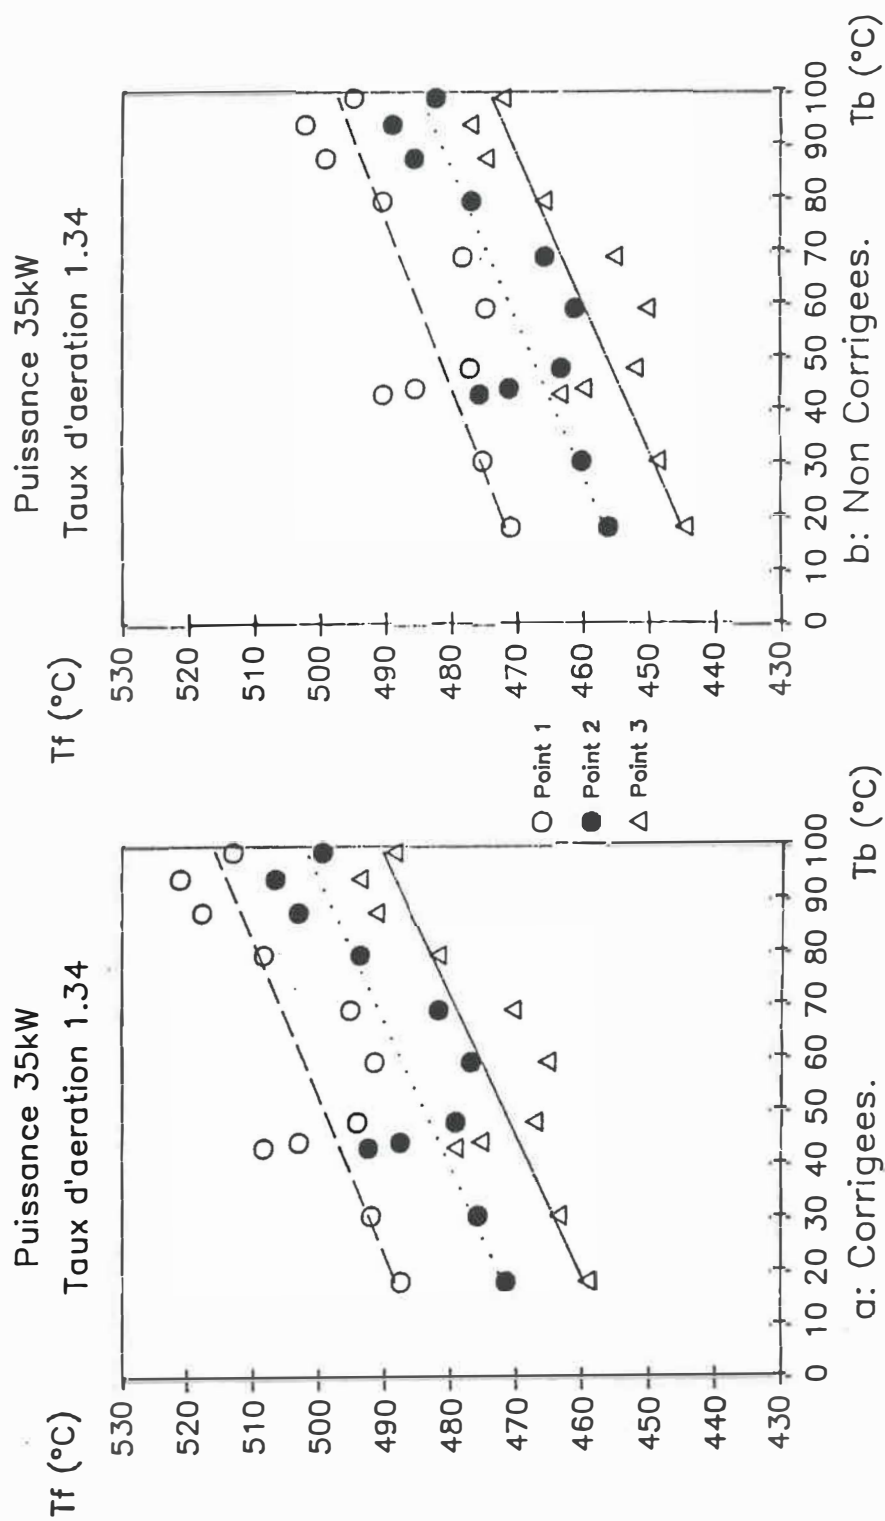 Puissance 35kW
Taux d'aeration 1.34
Tf (°C)
530
520
510
500
490
480
470
460
450
440
430
0 10 20 30 40 50 60 70 80 90 100
Tb (°C)
a: Corrigees.
○ Point 1
● Point 2
△ Point 3
Puissance 35kW
Taux d'aeration 1.34
Tf (°C)
530
520
510
500
490
480
470
460
450
440
430
0 10 20 30 40 50 60 70 80 90 100
Tb (°C)
b: Non Corrigees.